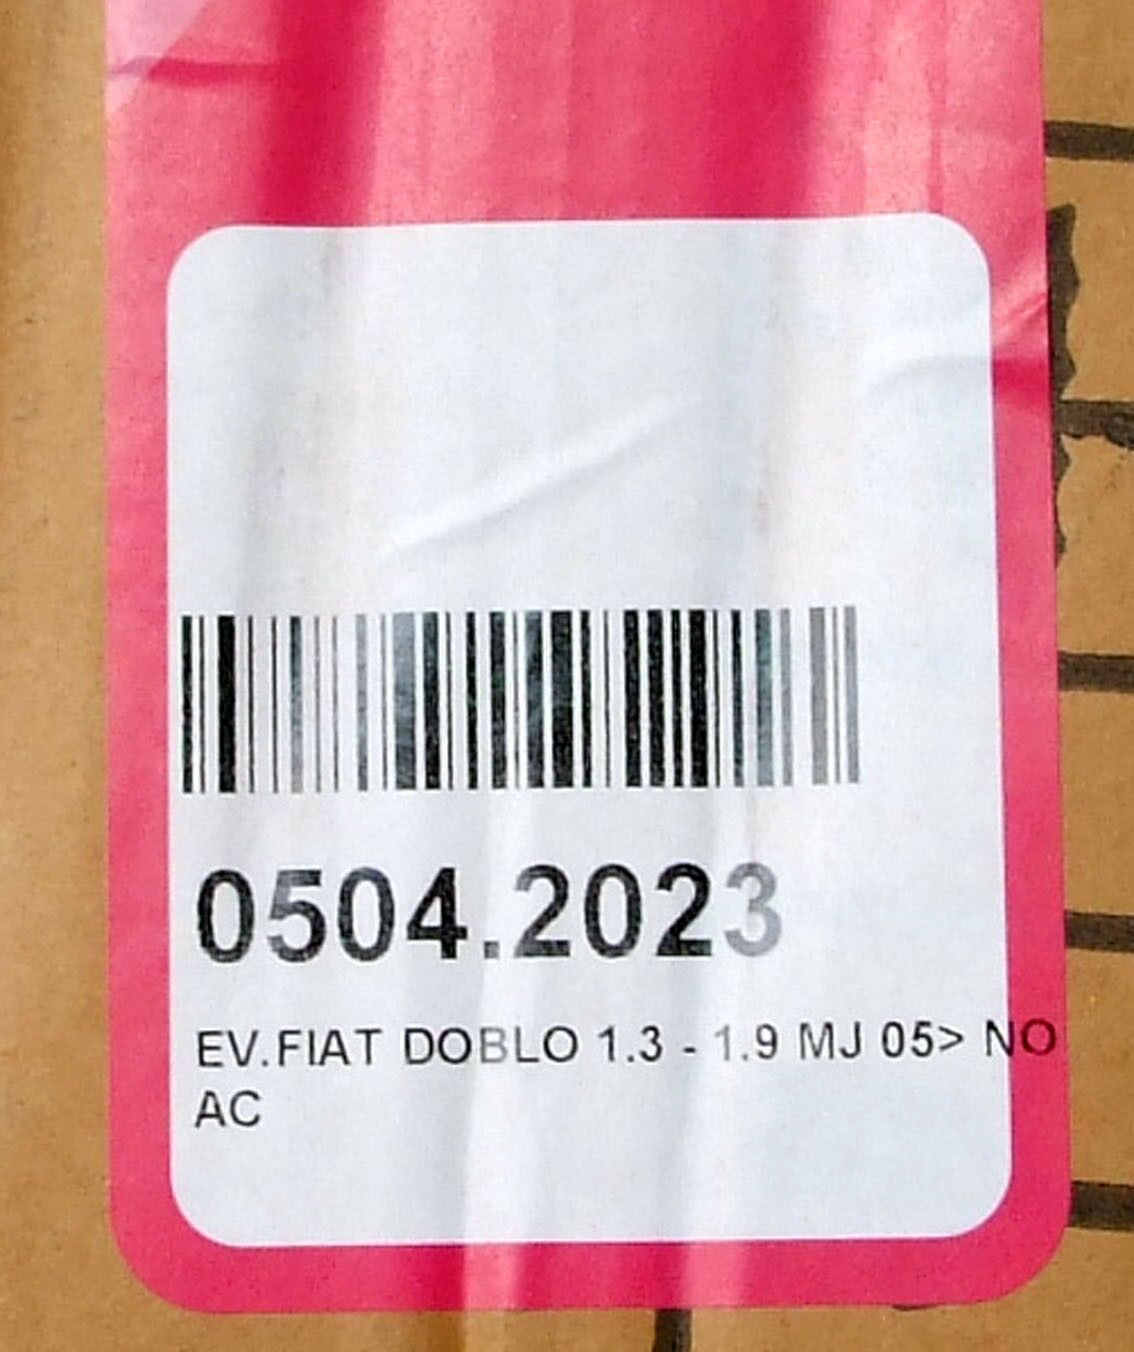 0504.2023
EV.FIAT DOBLO 1.3 - 1.9 MJ 05> NO
AC